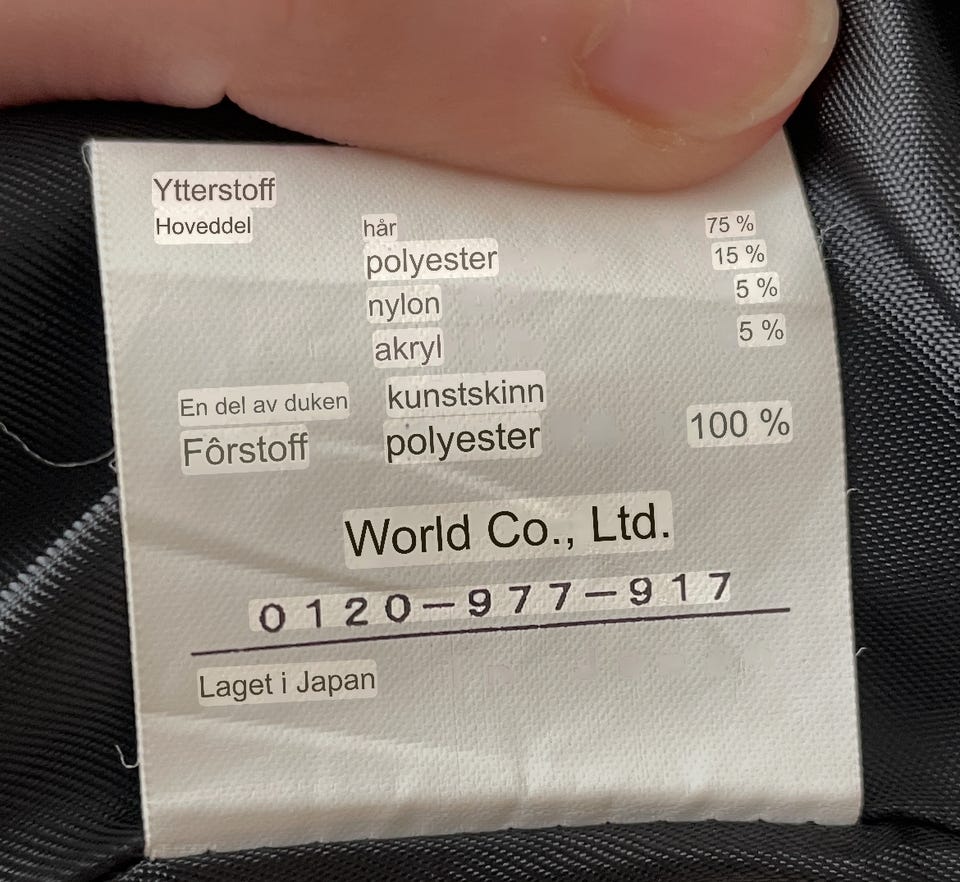 Ytterstoff
Hoveddel hår 75 %
polyester 15 %
nylon 5 %
akryl 5 %
En del av duken kunstskinn
Fôrstoff polyester 100 %
World Co., Ltd.
0120-977-917
Laget i Japan